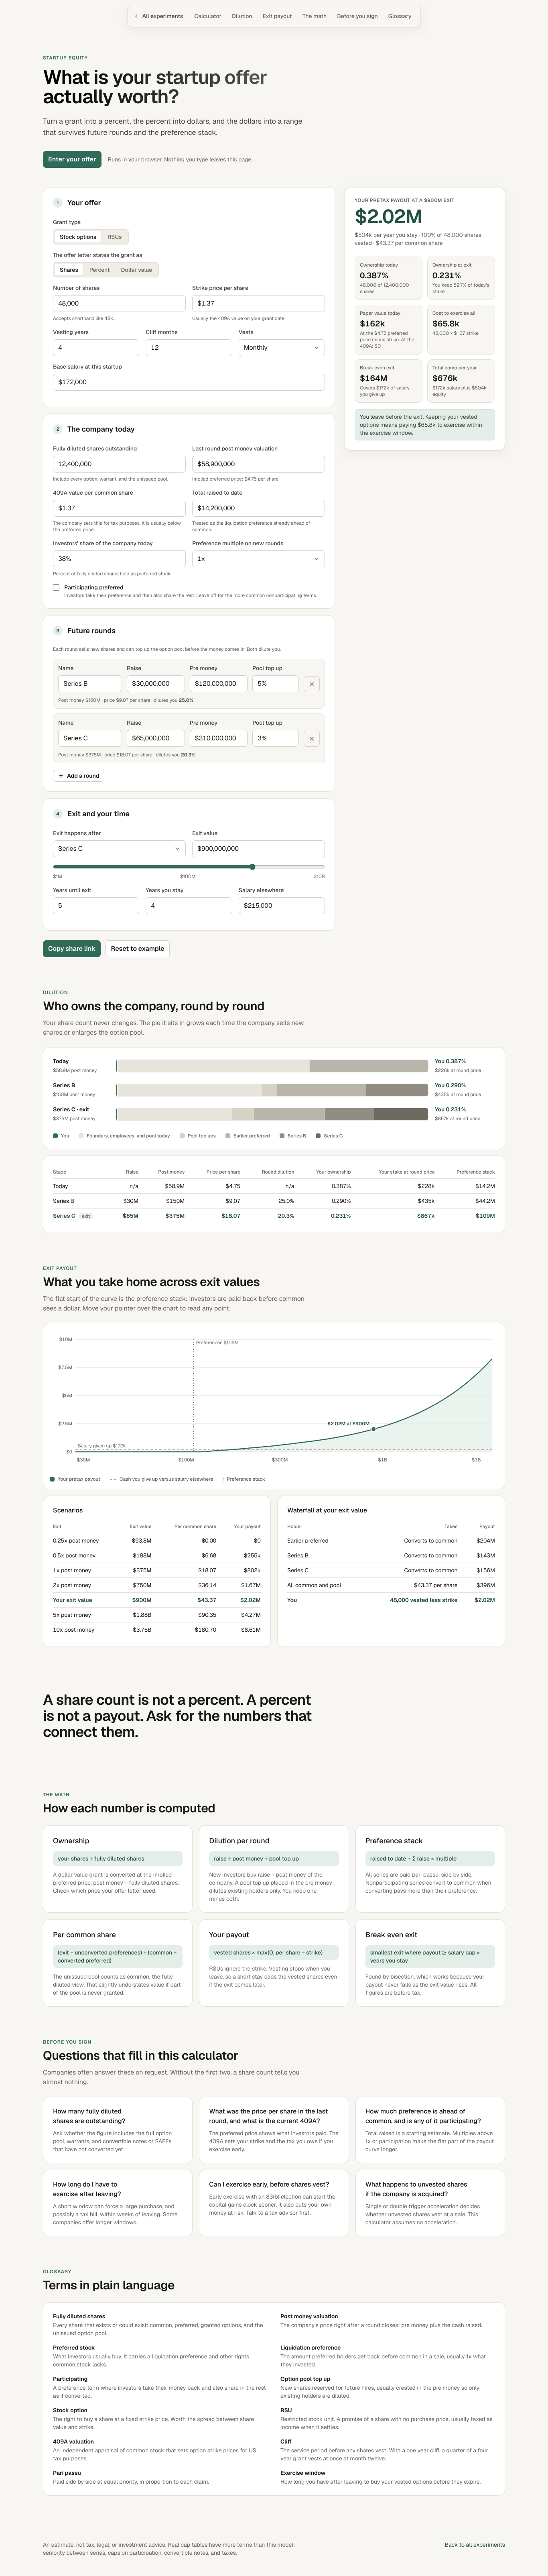 All experiments Calculator Dilution Exit payout The math Before you sign Glossary
STARTUP EQUITY
What is your startup offer
actually worth?
Turn a grant into a percent, the percent into dollars, and the dollars into a range
that survives future rounds and the preference stack.
Enter your offer Runs in your browser. Nothing you type leaves this page.
1 Your offer
Grant type
Stock options RSUs
The offer letter states the grant as
Shares Percent Dollar value
Number of shares Strike price per share
48,000 $1.37
Accepts shorthand like 48k. Usually the 409A value on your grant date.
Vesting years Cliff months Vests
4 12 Monthly
Base salary at this startup
$172,000
YOUR PRETAX PAYOUT AT A $900M EXIT
$2.02M
$504k per year you stay · 100% of 48,000 shares
vested · $43.37 per common share
Ownership today Ownership at exit
0.387% 0.231%
48,000 of 12,400,000
shares
You keep 59.7% of today's
stake
Paper value today Cost to exercise all
$162k $65.8k
At the $4.75 preferred
price minus strike. At the
409A: $0
48,000 × $1.37 strike
Break even exit Total comp per year
$164M $676k
Covers $172k of salary
you give up
$172k salary plus $504k
equity
You leave before the exit. Keeping your vested
options means paying $65.8k to exercise within
the exercise window.
2 The company today
Fully diluted shares outstanding Last round post money valuation
12,400,000 $58,900,000
Include every option, warrant, and the unissued pool. Implied preferred price: $4.75 per share
409A value per common share Total raised to date
$1.37 $14,200,000
The company sets this for tax purposes. It is usually below
the preferred price.
Treated as the liquidation preference already ahead of
common.
Investors' share of the company today Preference multiple on new rounds
38% 1x
Percent of fully diluted shares held as preferred stock.
Participating preferred
Investors take their preference and then also share the rest. Leave off for the more common nonparticipating terms.
3 Future rounds
Each round sells new shares and can top up the option pool before the money comes in. Both dilute you.
Name Raise Pre money Pool top up
Series B $30,000,000 $120,000,000 5% ×
Post money $150M · price $9.07 per share · dilutes you 25.0%
Name Raise Pre money Pool top up
Series C $65,000,000 $310,000,000 3% ×
Post money $375M · price $18.07 per share · dilutes you 20.3%
+ Add a round
4 Exit and your time
Exit happens after Exit value
Series C $900,000,000
$1M $100M $10B
Years until exit Years you stay Salary elsewhere
5 4 $215,000
Copy share link Reset to example
DILUTION
Who owns the company, round by round
Your share count never changes. The pie it sits in grows each time the company sells new
shares or enlarges the option pool.
Today You 0.387%
$58.9M post money $228k at round price
Series B You 0.290%
$150M post money $435k at round price
Series C · exit You 0.231%
$375M post money $867k at round price
You Founders, employees, and pool today Pool top ups Earlier preferred Series B Series C
Stage Raise Post money Price per share Round dilution Your ownership Your stake at round price Preference stack
Today n/a $58.9M $4.75 n/a 0.387% $228k $14.2M
Series B $30M $150M $9.07 25.0% 0.290% $435k $44.2M
Series C exit $65M $375M $18.07 20.3% 0.231% $867k $109M
EXIT PAYOUT
What you take home across exit values
The flat start of the curve is the preference stack: investors are paid back before common
sees a dollar. Move your pointer over the chart to read any point.
$10M
Preferences $109M
$7.5M
$5M
$2.5M
$2.02M at $900M
Salary given up $172k
$0
$30M $100M $300M $1B $3B
Your pretax payout Cash you give up versus salary elsewhere Preference stack
Scenarios
Exit Exit value Per common share Your payout
0.25x post money $93.8M $0.00 $0
0.5x post money $188M $6.68 $255k
1x post money $375M $18.07 $802k
2x post money $750M $36.14 $1.67M
Your exit value $900M $43.37 $2.02M
5x post money $1.88B $90.35 $4.27M
10x post money $3.75B $180.70 $8.61M
Waterfall at your exit value
Holder Takes Payout
Earlier preferred Converts to common $204M
Series B Converts to common $143M
Series C Converts to common $156M
All common and pool $43.37 per share $396M
You 48,000 vested less strike $2.02M
A share count is not a percent. A percent
is not a payout. Ask for the numbers that
connect them.
THE MATH
How each number is computed
Ownership
your shares ÷ fully diluted shares
A dollar value grant is converted at the implied
preferred price, post money ÷ fully diluted shares.
Check which price your offer letter used.
Dilution per round
raise ÷ post money + pool top up
New investors buy raise ÷ post money of the
company. A pool top up placed in the pre money
dilutes existing holders only. You keep one
minus both.
Preference stack
raised to date + Σ raise × multiple
All series are paid pari passu, side by side.
Nonparticipating series convert to common when
converting pays more than their preference.
Per common share
(exit − unconverted preferences) ÷ (common +
converted preferred)
The unissued pool counts as common, the fully
diluted view. That slightly understates value if part
of the pool is never granted.
Your payout
vested shares × max(0, per share − strike)
RSUs ignore the strike. Vesting stops when you
leave, so a short stay caps the vested shares even
if the exit comes later.
Break even exit
smallest exit where payout ≥ salary gap ×
years you stay
Found by bisection, which works because your
payout never falls as the exit value rises. All
figures are before tax.
BEFORE YOU SIGN
Questions that fill in this calculator
Companies often answer these on request. Without the first two, a share count tells you
almost nothing.
How many fully diluted
shares are outstanding?
Ask whether the figure includes the full option
pool, warrants, and convertible notes or SAFEs
that have not converted yet.
What was the price per share in the last
round, and what is the current 409A?
The preferred price shows what investors paid. The
409A sets your strike and the tax you owe if you
exercise early.
How much preference is ahead of
common, and is any of it participating?
Total raised is a starting estimate. Multiples above
1x or participation make the flat part of the payout
curve longer.
How long do I have to
exercise after leaving?
A short window can force a large purchase, and
possibly a tax bill, within weeks of leaving. Some
companies offer longer windows.
Can I exercise early, before shares vest?
Early exercise with an 83(b) election can start the
capital gains clock sooner. It also puts your own
money at risk. Talk to a tax advisor first.
What happens to unvested shares
if the company is acquired?
Single or double trigger acceleration decides
whether unvested shares vest at a sale. This
calculator assumes no acceleration.
GLOSSARY
Terms in plain language
Fully diluted shares
Every share that exists or could exist: common, preferred, granted options, and the
unissued option pool.
Post money valuation
The company's price right after a round closes: pre money plus the cash raised.
Preferred stock
What investors usually buy. It carries a liquidation preference and other rights
common stock lacks.
Liquidation preference
The amount preferred holders get back before common in a sale, usually 1x what
they invested.
Participating
A preference term where investors take their money back and also share in the rest
as if converted.
Option pool top up
New shares reserved for future hires, usually created in the pre money so only
existing holders are diluted.
Stock option
The right to buy a share at a fixed strike price. Worth the spread between share
value and strike.
RSU
Restricted stock unit. A promise of a share with no purchase price, usually taxed as
income when it settles.
409A valuation
An independent appraisal of common stock that sets option strike prices for US
tax purposes.
Cliff
The service period before any shares vest. With a one year cliff, a quarter of a four
year grant vests at once at month twelve.
Pari passu
Paid side by side at equal priority, in proportion to each claim.
Exercise window
How long you have after leaving to buy your vested options before they expire.
An estimate, not tax, legal, or investment advice. Real cap tables have more terms than this model:
seniority between series, caps on participation, convertible notes, and taxes.
Back to all experiments